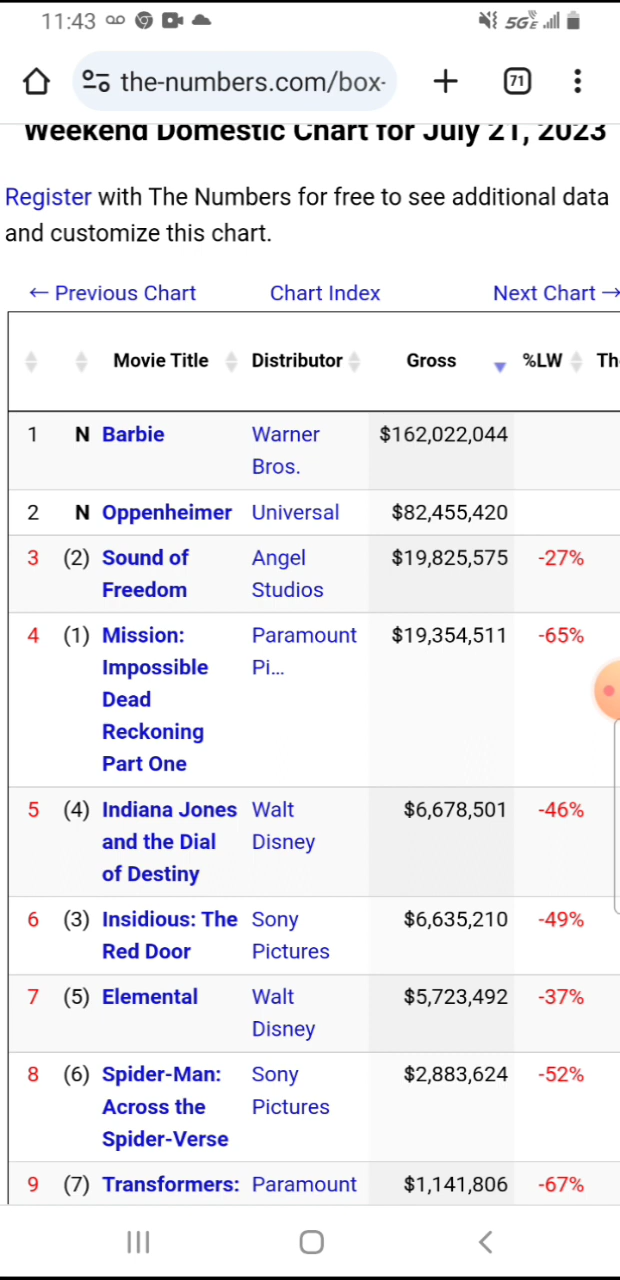 11:43 5GE
the-numbers.com/box- 71
Weekend Domestic Chart for July 21, 2023
Register with The Numbers for free to see additional data
and customize this chart.
← Previous Chart Chart Index Next Chart →
Movie Title Distributor Gross %LW Th
1 N Barbie Warner $162,022,044
Bros.
2 N Oppenheimer Universal $82,455,420
3 (2) Sound of Angel $19,825,575 -27%
Freedom Studios
4 (1) Mission: Paramount $19,354,511 -65%
Impossible Pi...
Dead
Reckoning
Part One
5 (4) Indiana Jones Walt $6,678,501 -46%
and the Dial Disney
of Destiny
6 (3) Insidious: The Sony $6,635,210 -49%
Red Door Pictures
7 (5) Elemental Walt $5,723,492 -37%
Disney
8 (6) Spider-Man: Sony $2,883,624 -52%
Across the Pictures
Spider-Verse
9 (7) Transformers: Paramount $1,141,806 -67%